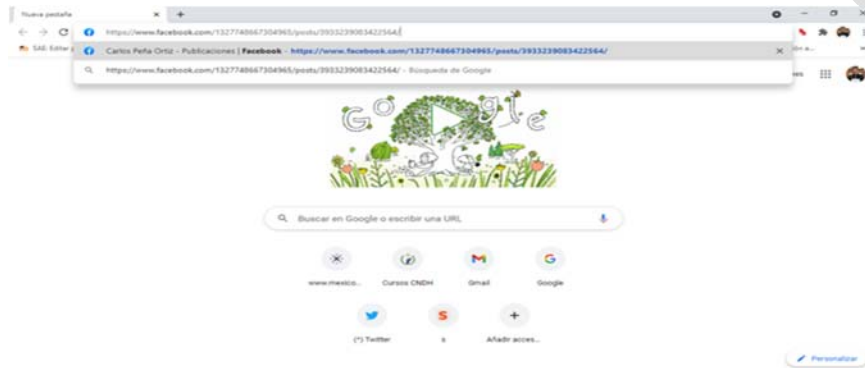 Nueva pestaña
https://www.facebook.com/1327748667304965/posts/3933239083422564/
Carlos Peña Ortiz - Publicaciones | Facebook - https://www.facebook.com/1327748667304965/posts/3933239083422564/
https://www.facebook.com/1327748667304965/posts/3933239083422564/ - Búsqueda de Google
Google
Buscar en Google o escribir una URL
www.mexico...
Cursos CNDH
Gmail
Google
(*) Twitter
s
Añadir acces...
Personalizar